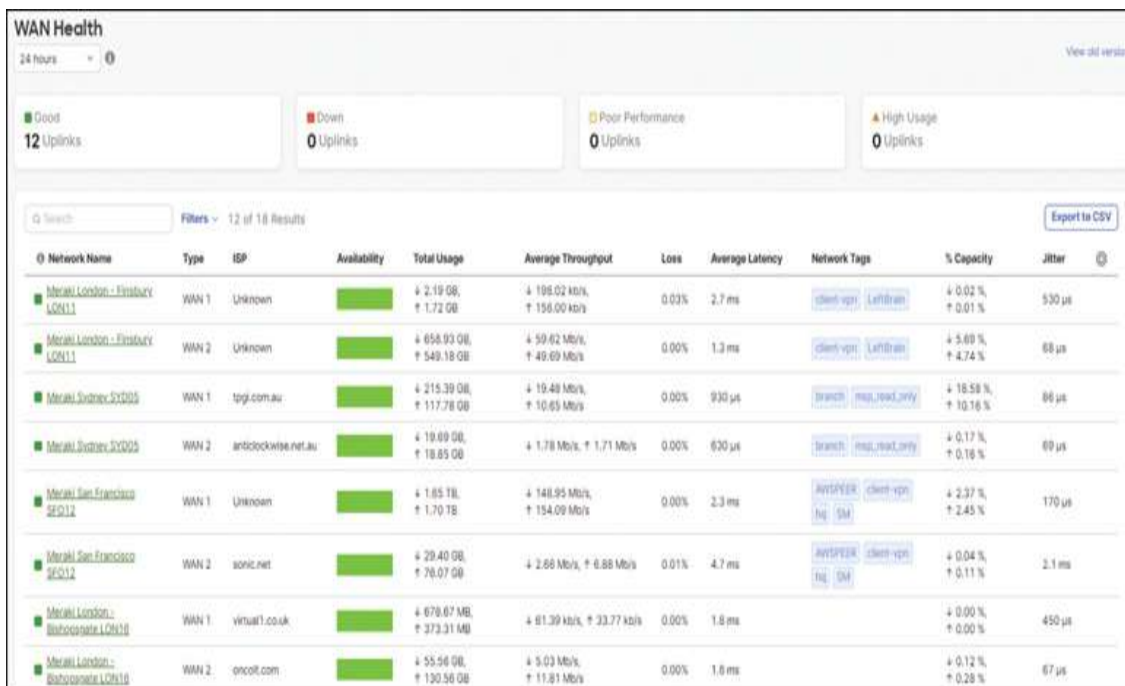 WAN Health
24 hours
View old versio
Good
12 Uplinks
Down
0 Uplinks
Poor Performance
0 Uplinks
High Usage
0 Uplinks
Search
Filters
12 of 18 Results
Export to CSV
Network Name Type ISP Availability Total Usage Average Throughput Loss Average Latency Network Tags % Capacity Jitter
Meraki London - Finsbury WAN 1 Unknown ↓ 2.19 GB, ↓ 198.02 kb/s, 0.03% 2.7 ms client-vpn LeftBrain ↓ 0.02 %, 530 µs
LON11 ↑ 1.72 GB ↑ 156.00 kb/s ↑ 0.01 %
Meraki London - Finsbury WAN 2 Unknown ↓ 658.93 GB, ↓ 59.62 Mb/s, 0.00% 1.3 ms client-vpn LeftBrain ↓ 5.69 %, 68 µs
LON11 ↑ 549.18 GB ↑ 49.69 Mb/s ↑ 4.74 %
Meraki Sydney SYD05 WAN 1 tpgi.com.au ↓ 215.39 GB, ↓ 19.48 Mb/s, 0.00% 930 µs branch msp_read_only ↓ 18.58 %, 86 µs
↑ 117.78 GB ↑ 10.65 Mb/s ↑ 10.16 %
Meraki Sydney SYD05 WAN 2 anticlockwise.net.au ↓ 19.69 GB, ↓ 1.78 Mb/s, ↑ 1.71 Mb/s 0.00% 630 µs branch msp_read_only ↓ 0.17 %, 69 µs
↑ 18.85 GB ↑ 0.16 %
Meraki San Francisco WAN 1 Unknown ↓ 1.65 TB, ↓ 148.95 Mb/s, 0.00% 2.3 ms AWSPEER client-vpn ↓ 2.37 %, 170 µs
SFO12 ↑ 1.70 TB ↑ 154.09 Mb/s hq SM ↑ 2.45 %
Meraki San Francisco WAN 2 sonic.net ↓ 29.40 GB, ↓ 2.66 Mb/s, ↑ 6.88 Mb/s 0.01% 4.7 ms AWSPEER client-vpn ↓ 0.04 %, 2.1 ms
SFO12 ↑ 76.07 GB hq SM ↑ 0.11 %
Meraki London - WAN 1 virtual1.co.uk ↓ 678.67 MB, ↓ 61.39 kb/s, ↑ 33.77 kb/s 0.00% 1.8 ms ↓ 0.00 %, 450 µs
Bishopsgate LON16 ↑ 373.31 MB ↑ 0.00 %
Meraki London - WAN 2 oncolt.com ↓ 55.56 GB, ↓ 5.03 Mb/s, 0.00% 1.6 ms ↓ 0.12 %, 67 µs
Bishopsgate LON16 ↑ 130.56 GB ↑ 11.81 Mb/s ↑ 0.28 %